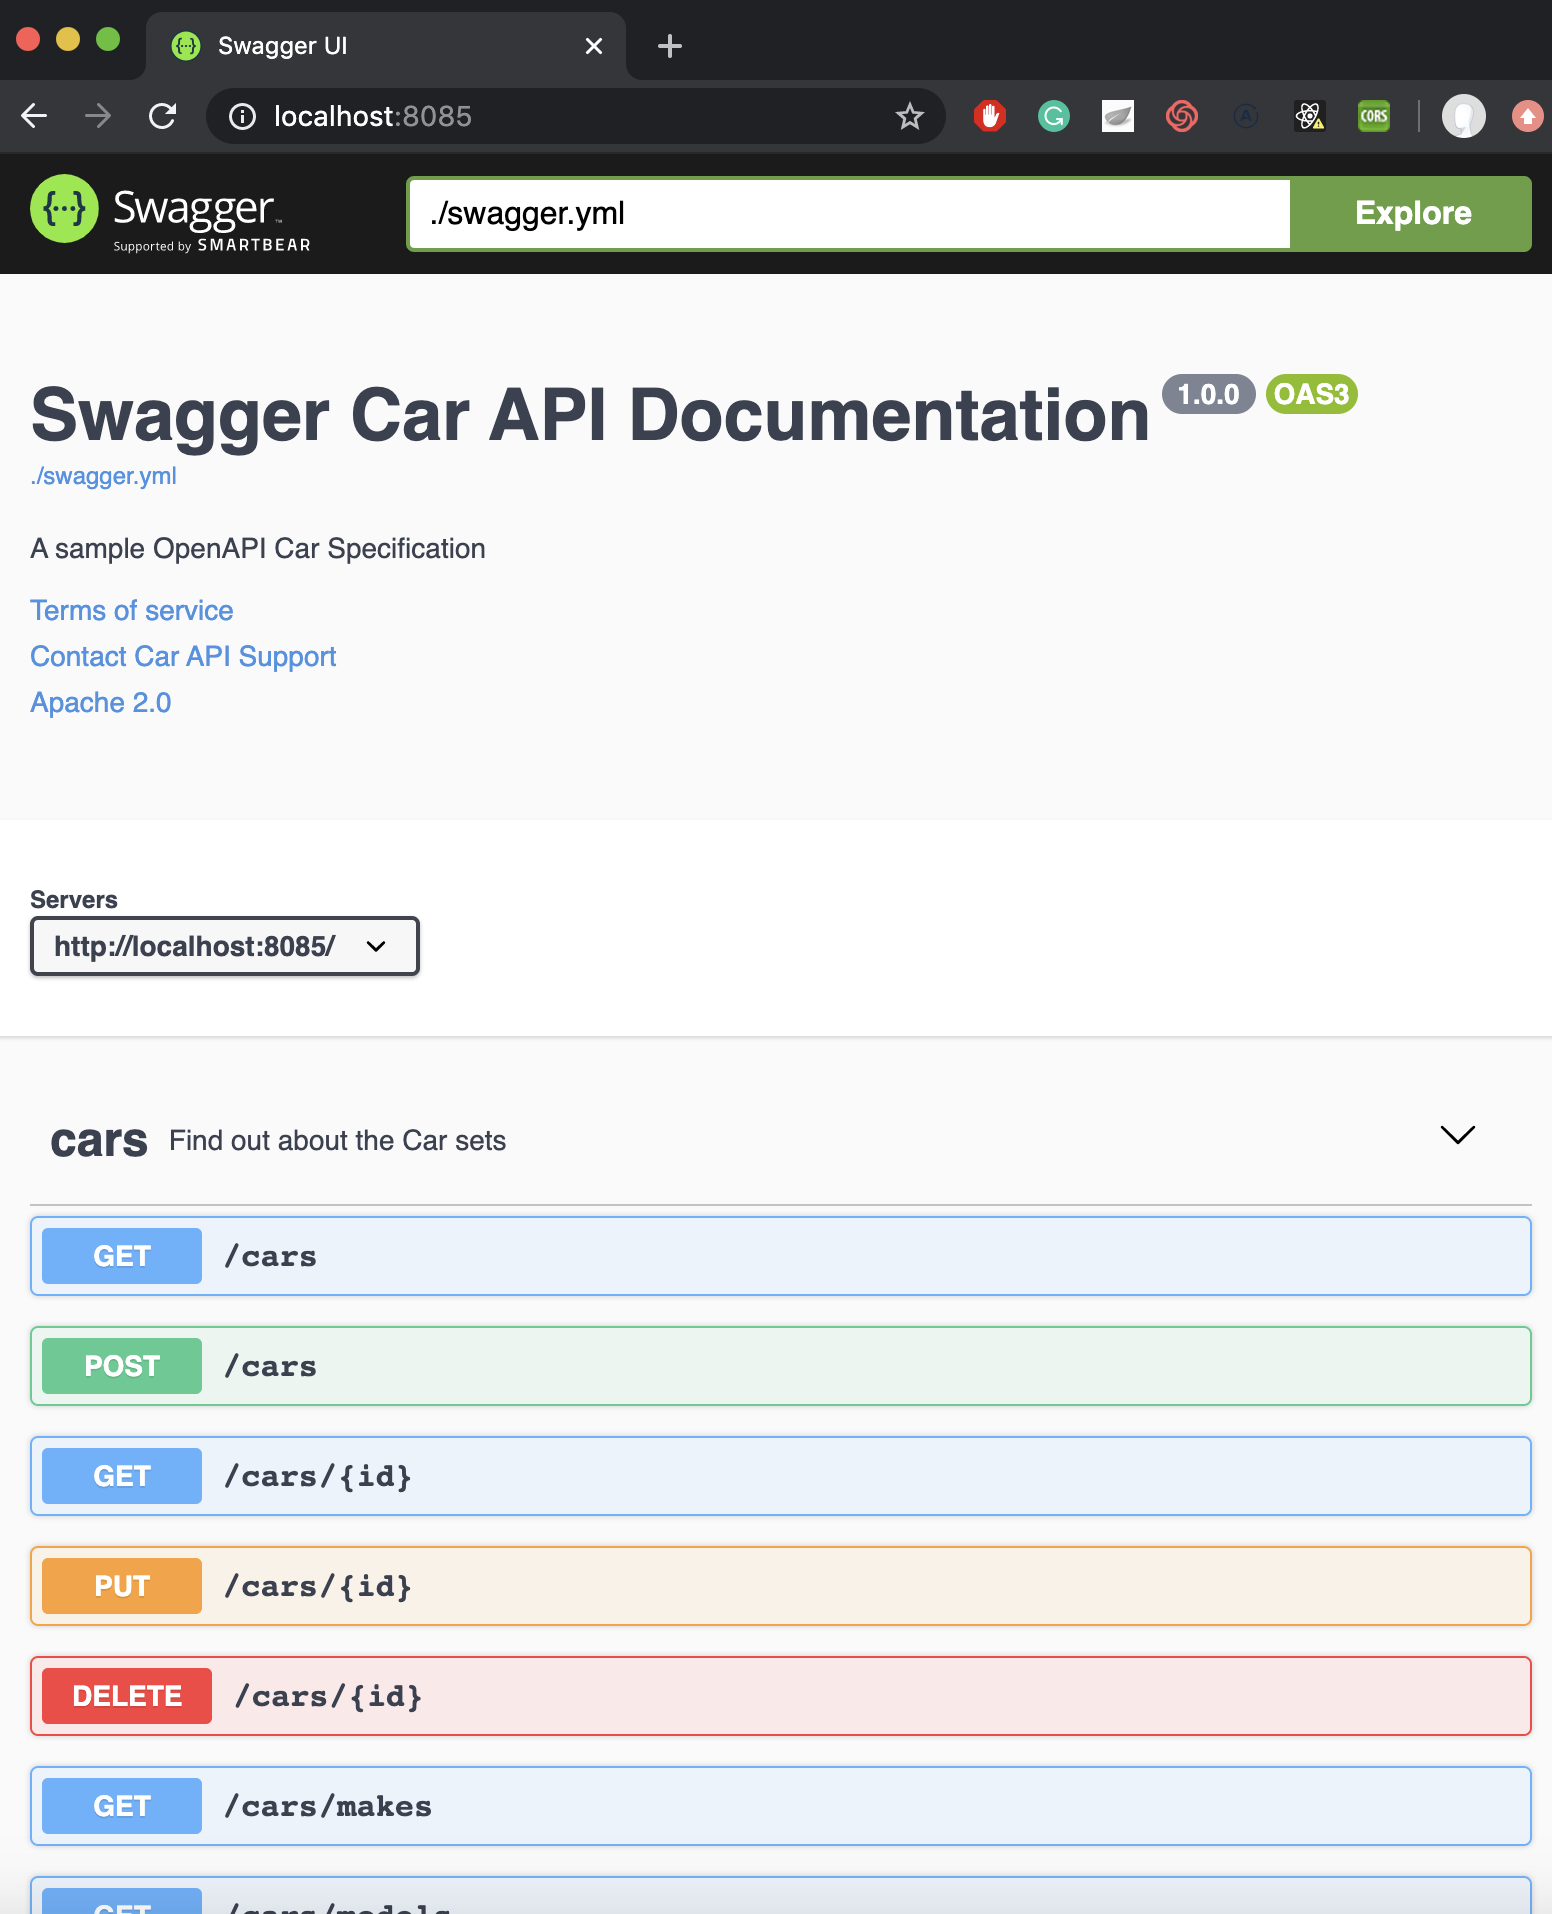 Swagger UI
localhost:8085
CORS
Swagger
Supported by SMARTBEAR
./swagger.yml
Explore
Swagger Car API Documentation 1.0.0 OAS3
./swagger.yml
A sample OpenAPI Car Specification
Terms of service
Contact Car API Support
Apache 2.0
Servers
http://localhost:8085/
cars Find out about the Car sets
GET /cars
POST /cars
GET /cars/{id}
PUT /cars/{id}
DELETE /cars/{id}
GET /cars/makes
GET /cars/models